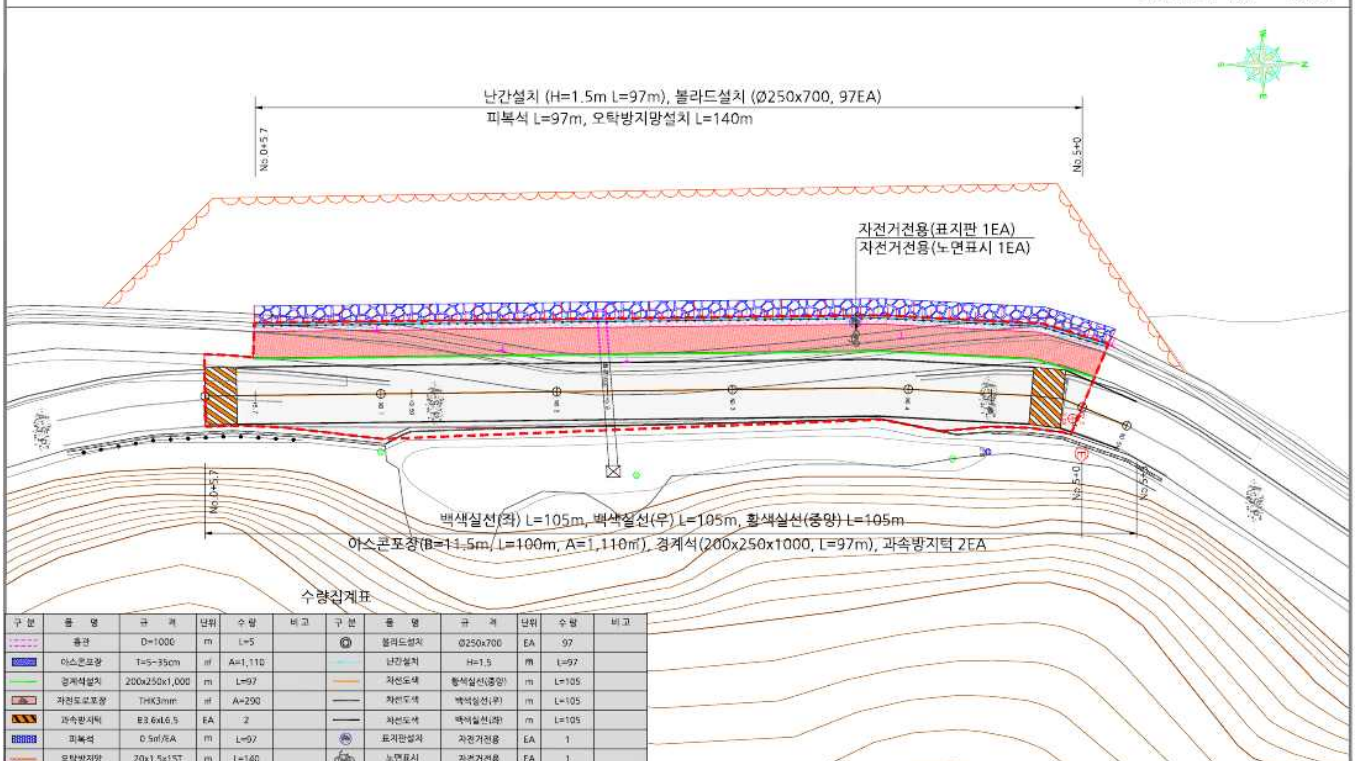 난간설치 (H=1.5m L=97m), 볼라드설치 (Ø250x700, 97EA)
피복석 L=97m, 오탁방지망설치 L=140m
No.0+5.7
No.5+0
자전거전용(표지판 1EA)
자전거전용(노면표시 1EA)
No.0+5.7
No.5+0
백색실선(좌) L=105m, 백색실선(우) L=105m, 황색실선(중앙) L=105m
아스콘포장(B=11.5m, L=100m, A=1,110㎡), 경계석(200x250x1000, L=97m), 과속방지턱 2EA
수량집계표
구 분 품 명 규 격 단위 수 량 비 고 구 분 품 명 규 격 단위 수 량 비 고
흄관 D=1000 m L=5 볼라드설치 Ø250x700 EA 97
아스콘포장 T=5~35cm ㎡ A=1,110 난간설치 H=1.5 m L=97
경계석설치 200x250x1,000 m L=97 차선도색 황색실선(중앙) m L=105
자전도로포장 THK3mm ㎡ A=290 차선도색 백색실선(우) m L=105
과속방지턱 B3.6xL6.5 EA 2 차선도색 백색실선(좌) m L=105
피복석 0.5㎥/EA m L=97 표지판설치 자전거전용 EA 1
오탁방지망 20x1.5x15T m L=140 노면표시 자전거전용 EA 1